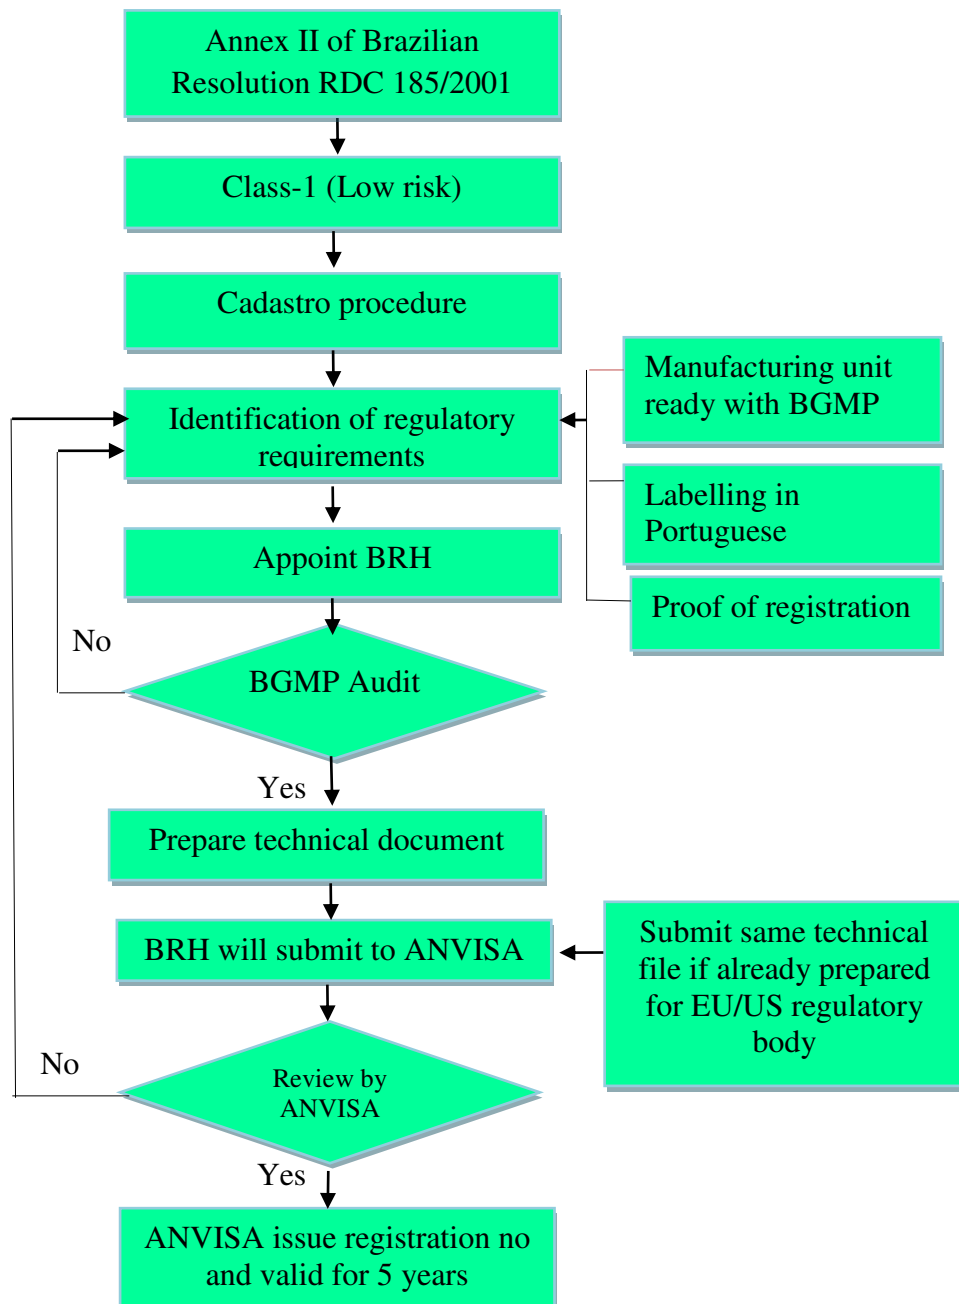 Annex II of Brazilian
Resolution RDC 185/2001
Class-1 (Low risk)
Cadastro procedure
Identification of regulatory
requirements
Manufacturing unit
ready with BGMP
Labelling in
Portuguese
Proof of registration
Appoint BRH
No
BGMP Audit
Yes
Prepare technical document
BRH will submit to ANVISA
Submit same technical
file if already prepared
for EU/US regulatory
body
No
Review by
ANVISA
Yes
ANVISA issue registration no
and valid for 5 years